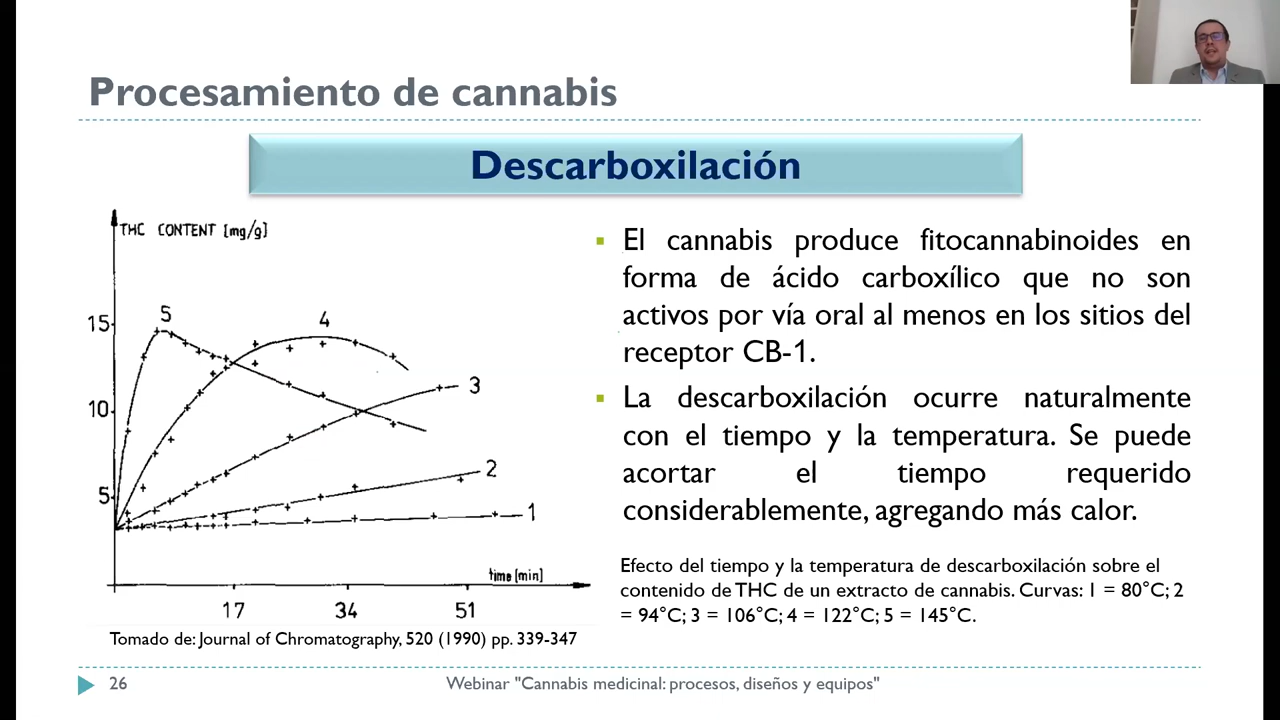 Procesamiento de cannabis
Descarboxilación
THC CONTENT [mg/g]
15
10
5
5
4
3
2
1
time [min]
17 34 51
Tomado de: Journal of Chromatography, 520 (1990) pp. 339-347
El cannabis produce fitocannabinoides en
forma de ácido carboxílico que no son
activos por vía oral al menos en los sitios del
receptor CB-1.
La descarboxilación ocurre naturalmente
con el tiempo y la temperatura. Se puede
acortar el tiempo requerido
considerablemente, agregando más calor.
Efecto del tiempo y la temperatura de descarboxilación sobre el
contenido de THC de un extracto de cannabis. Curvas: 1 = 80°C; 2
= 94°C; 3 = 106°C; 4 = 122°C; 5 = 145°C.
26
Webinar "Cannabis medicinal: procesos, diseños y equipos"